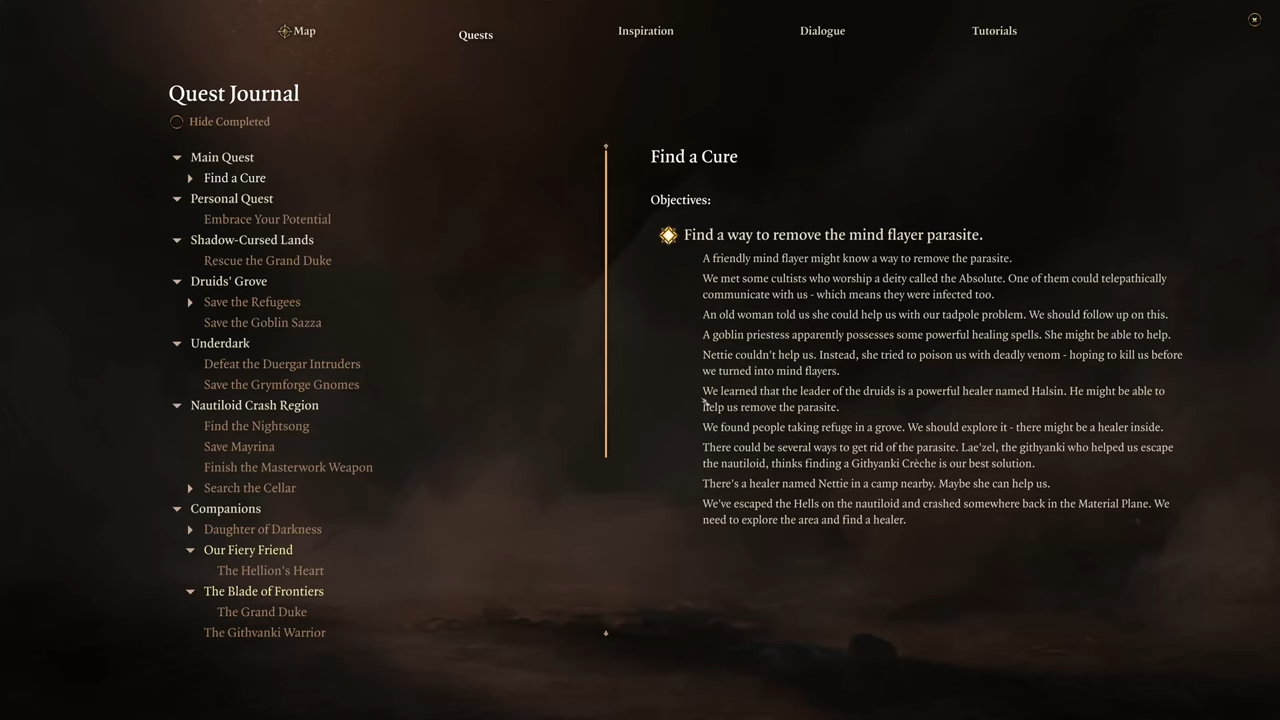 Map
Quests
Inspiration
Dialogue
Tutorials
Quest Journal
Hide Completed
Main Quest
Find a Cure
Personal Quest
Embrace Your Potential
Shadow-Cursed Lands
Rescue the Grand Duke
Druids' Grove
Save the Refugees
Save the Goblin Sazza
Underdark
Defeat the Duergar Intruders
Save the Grymforge Gnomes
Nautiloid Crash Region
Find the Nightsong
Save Mayrina
Finish the Masterwork Weapon
Search the Cellar
Companions
Daughter of Darkness
Our Fiery Friend
The Hellion's Heart
The Blade of Frontiers
The Grand Duke
The Githyanki Warrior
Find a Cure
Objectives:
Find a way to remove the mind flayer parasite.
A friendly mind flayer might know a way to remove the parasite.
We met some cultists who worship a deity called the Absolute. One of them could telepathically
communicate with us - which means they were infected too.
An old woman told us she could help us with our tadpole problem. We should follow up on this.
A goblin priestess apparently possesses some powerful healing spells. She might be able to help.
Nettie couldn't help us. Instead, she tried to poison us with deadly venom - hoping to kill us before
we turned into mind flayers.
We learned that the leader of the druids is a powerful healer named Halsin. He might be able to
help us remove the parasite.
We found people taking refuge in a grove. We should explore it - there might be a healer inside.
There could be several ways to get rid of the parasite. Lae'zel, the githyanki who helped us escape
the nautiloid, thinks finding a Githyanki Crèche is our best solution.
There's a healer named Nettie in a camp nearby. Maybe she can help us.
We've escaped the Hells on the nautiloid and crashed somewhere back in the Material Plane. We
need to explore the area and find a healer.